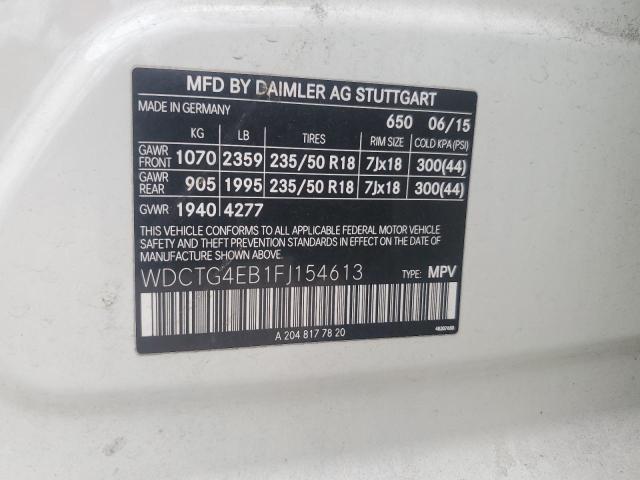 MFD BY DAIMLER AG STUTTGART
MADE IN GERMANY
650 06/15
KG LB TIRES RIM SIZE COLD KPA (PSI)
GAWR FRONT 1070 2359 235/50 R18 7Jx18 300(44)
GAWR REAR 905 1995 235/50 R18 7Jx18 300(44)
GVWR 1940 4277
THIS VEHICLE CONFORMS TO ALL APPLICABLE FEDERAL MOTOR VEHICLE
SAFETY AND THEFT PREVENTION STANDARDS IN EFFECT ON THE DATE OF
MANUFACTURE SHOWN ABOVE.
WDCTG4EB1FJ154613 TYPE: MPV
A 204 817 78 20